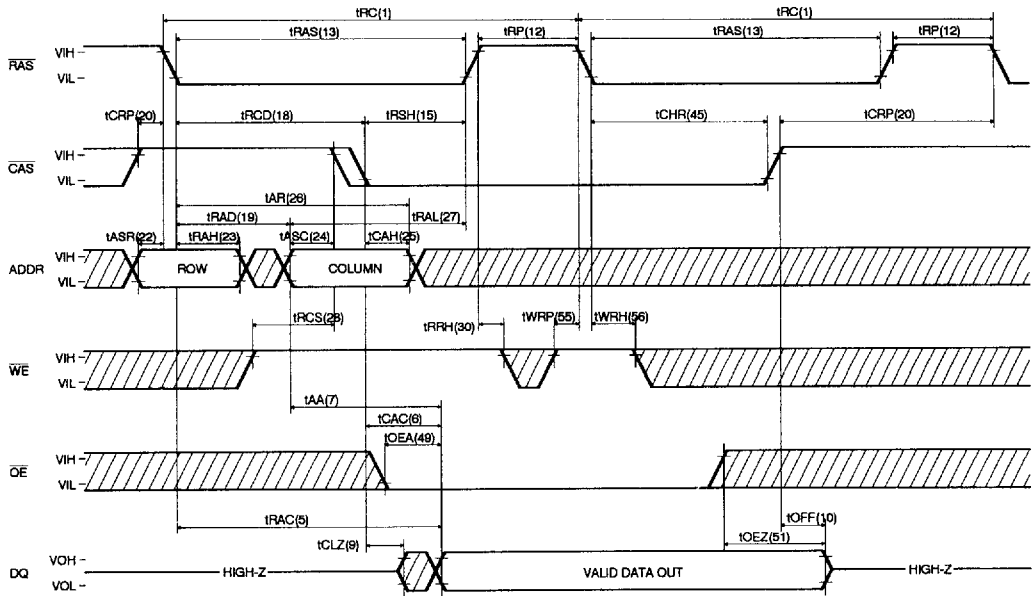 tRC(1) tRC(1)
tRAS(13) tRP(12) tRAS(13) tRP(12)
VIH
RAS
VIL
tCRP(20) tRCD(18) tRSH(15) tCHR(45) tCRP(20)
VIH
CAS
VIL
tAR(26)
tRAD(19) tRAL(27)
tASR(22) tRAH(23) tASC(24) tCAH(25)
VIH
ADDR ROW COLUMN
VIL
tRCS(28) tRRH(30) tWRP(55) tWRH(56)
VIH
WE
VIL
tAA(7)
tCAC(6)
tOEA(49)
VIH
OE
VIL
tRAC(5) tOFF(10)
tCLZ(9) tOEZ(51)
VOH
DQ HIGH-Z VALID DATA OUT HIGH-Z
VOL